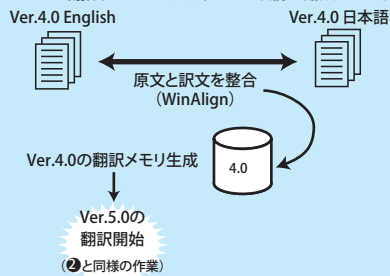 Ver.4.0 English
Ver.4.0 日本語
原文と訳文を整合
(WinAlign)
Ver.4.0の翻訳メモリ生成
4.0
Ver.5.0の
翻訳開始
(❷と同様の作業)